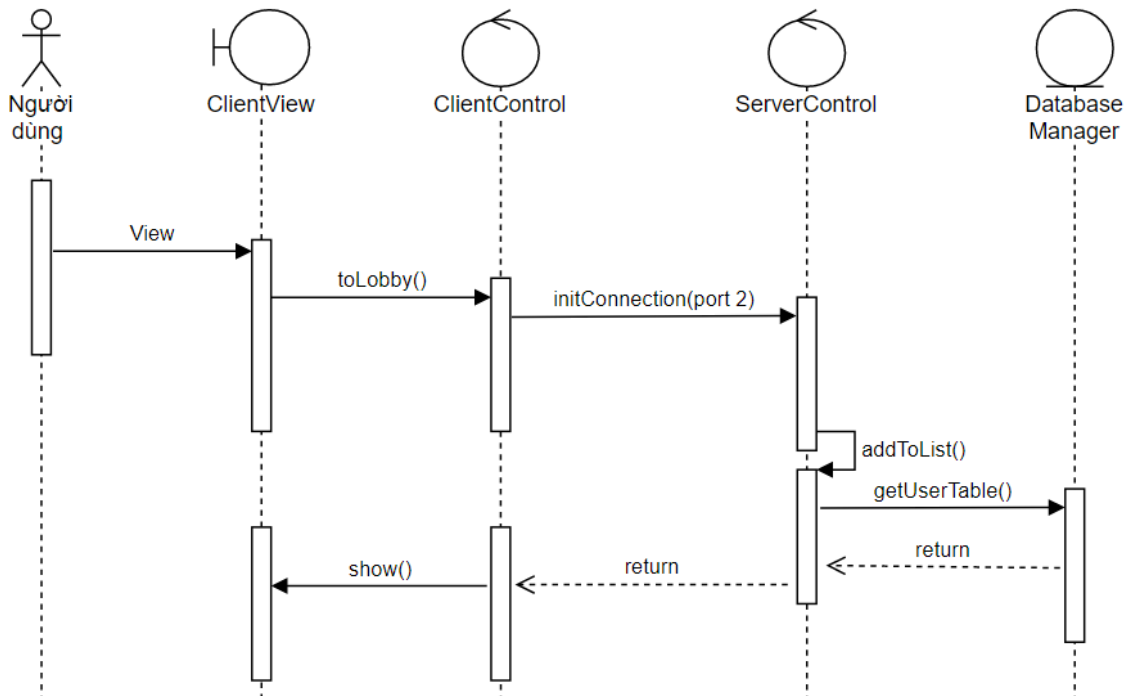 Người
dùng
ClientView
ClientControl
ServerControl
Database
Manager
View
toLobby()
initConnection(port 2)
addToList()
getUserTable()
return
return
show()